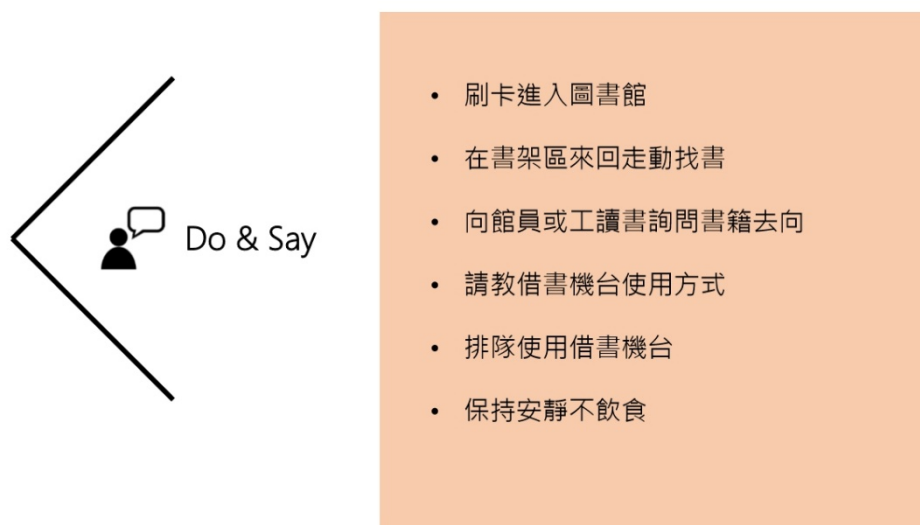 Do & Say
• 刷卡進入圖書館
• 在書架區來回走動找書
• 向館員或工讀書詢問書籍去向
• 請教借書機台使用方式
• 排隊使用借書機台
• 保持安靜不飲食